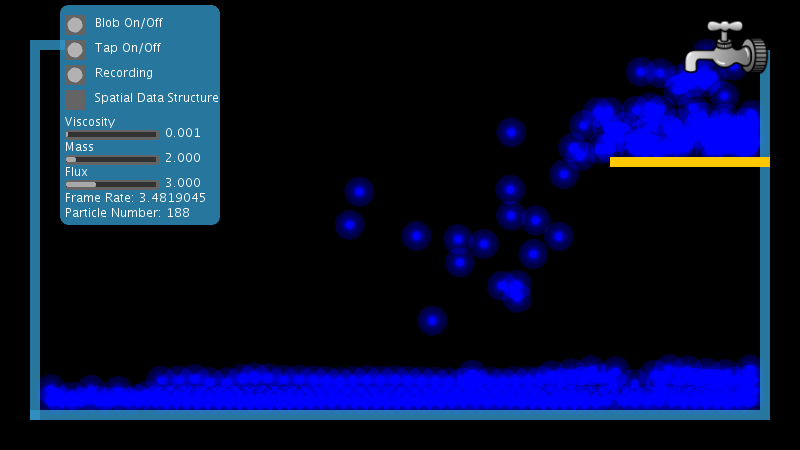 Blob On/Off
Tap On/Off
Recording
Spatial Data Structure
Viscosity
0.001
Mass
2.000
Flux
3.000
Frame Rate: 3.4819045
Particle Number: 188